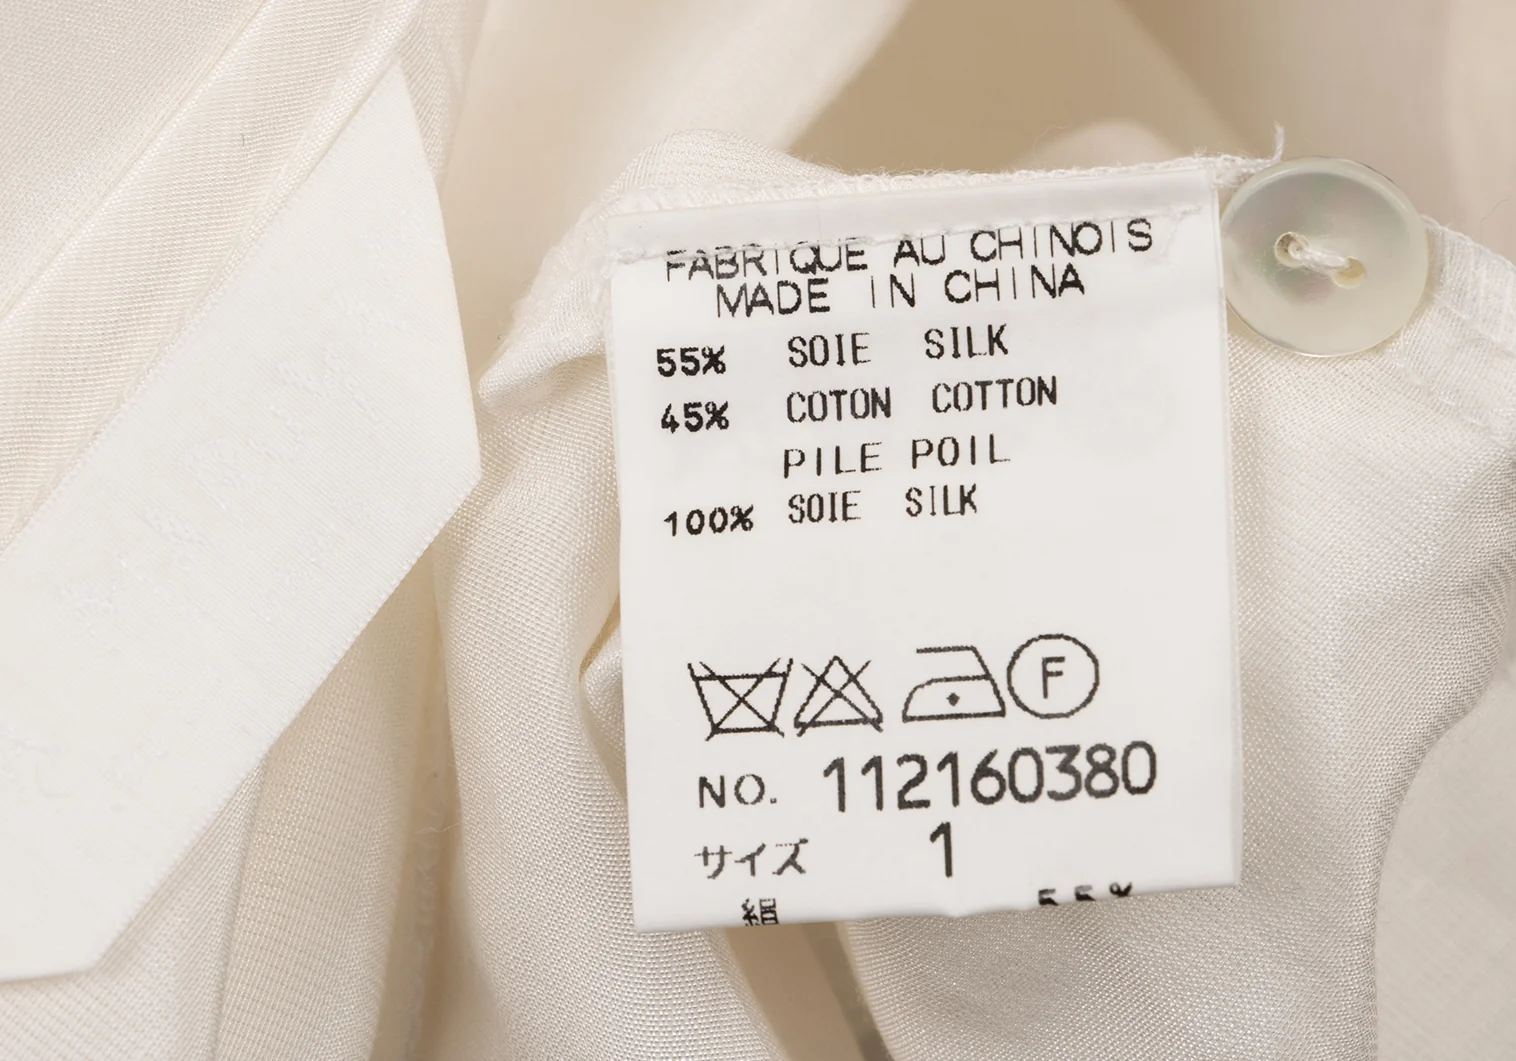 FABRIQUE AU CHINOIS
MADE IN CHINA
55% SOIE SILK
45% COTON COTTON
PILE POIL
100% SOIE SILK
F
NO. 112160380
サイズ 1
55%